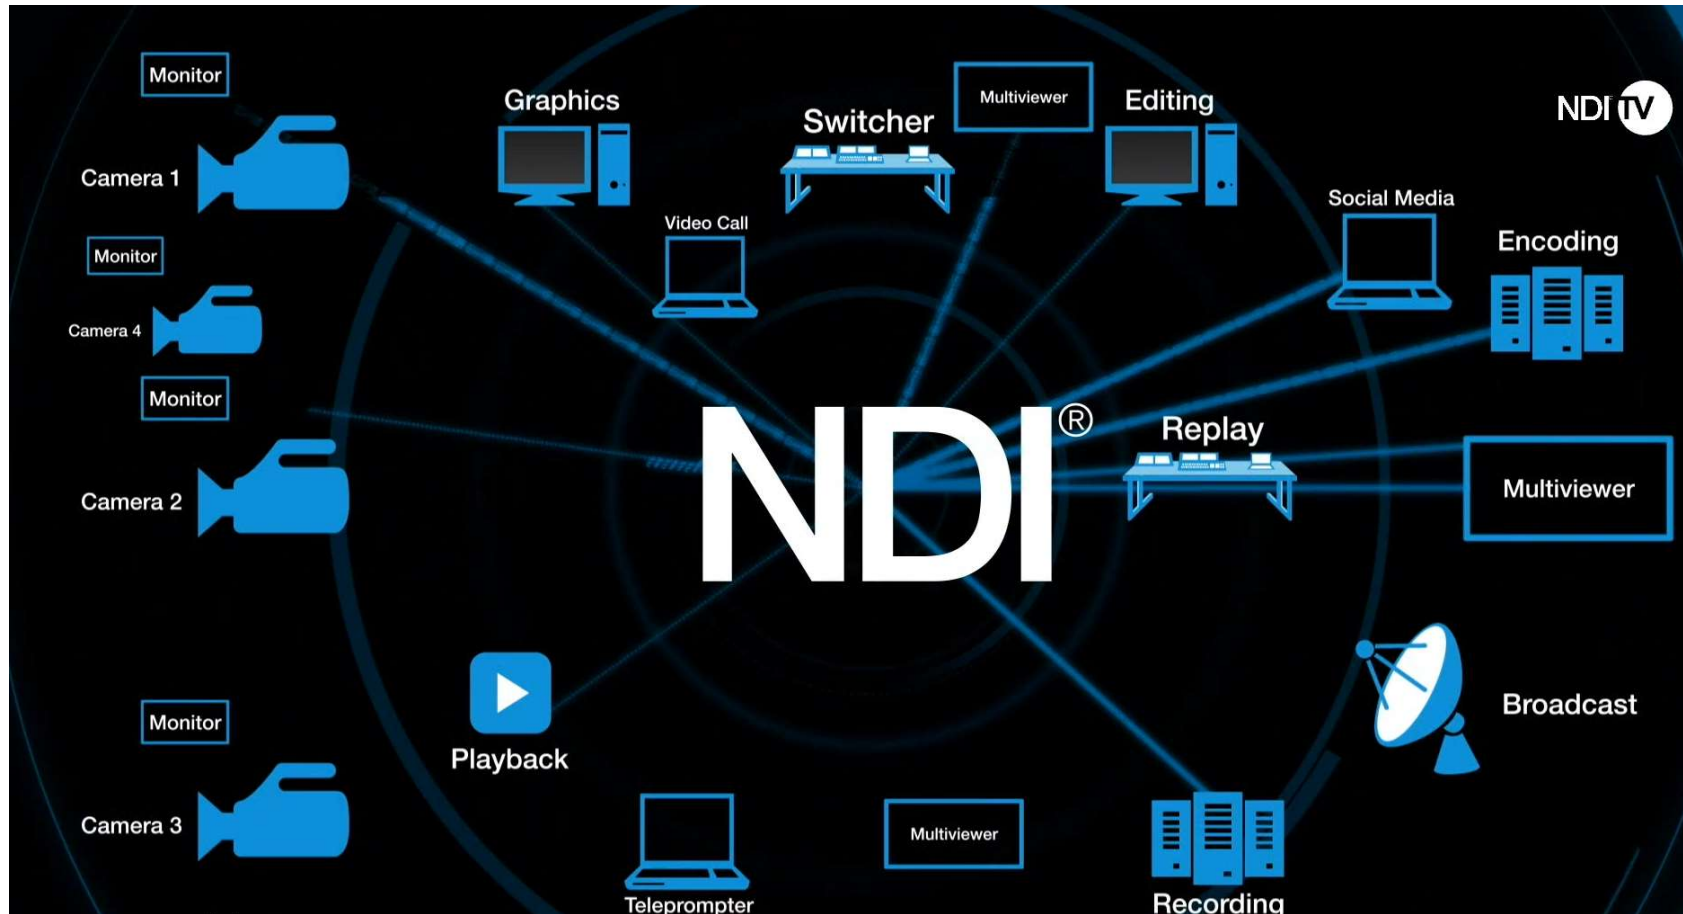 Monitor
Graphics
Switcher
Multiviewer
Editing
NDI TV
Camera 1
Video Call
Social Media
Monitor
Encoding
Camera 4
Monitor
NDI®
Replay
Camera 2
Multiviewer
Monitor
Playback
Broadcast
Camera 3
Multiviewer
Teleprompter
Recording